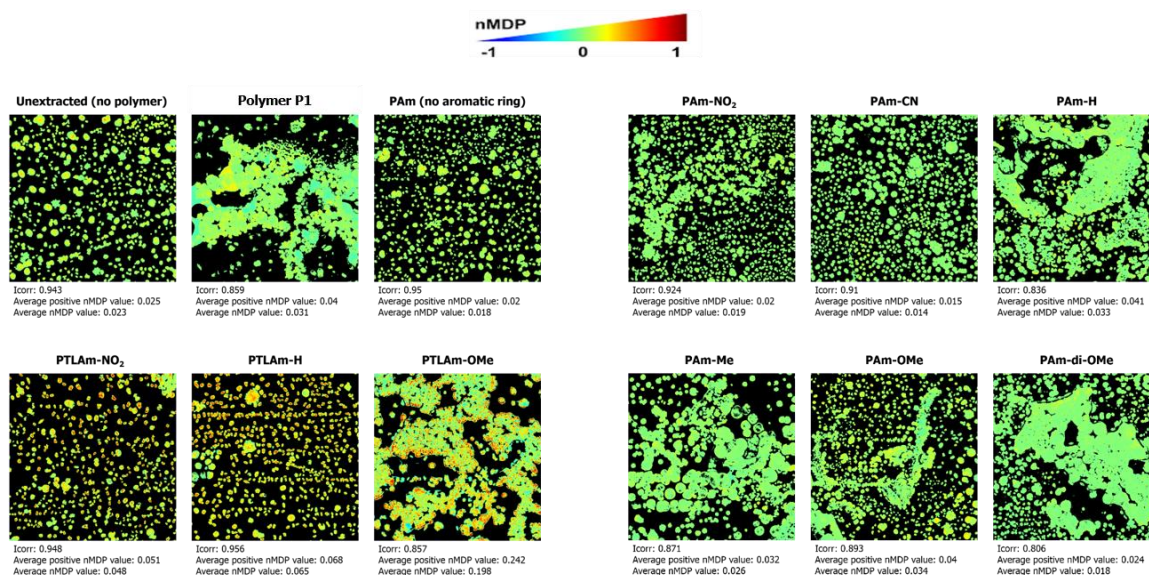 nMDP
-1 0 1
Unextracted (no polymer)
Polymer P1
PAm (no aromatic ring)
PAm-NO₂
PAm-CN
PAm-H
Icorr: 0.943
Average positive nMDP value: 0.025
Average nMDP value: 0.023
Icorr: 0.859
Average positive nMDP value: 0.04
Average nMDP value: 0.031
Icorr: 0.95
Average positive nMDP value: 0.02
Average nMDP value: 0.018
Icorr: 0.924
Average positive nMDP value: 0.02
Average nMDP value: 0.019
Icorr: 0.91
Average positive nMDP value: 0.015
Average nMDP value: 0.014
Icorr: 0.836
Average positive nMDP value: 0.041
Average nMDP value: 0.033
PTLAm-NO₂
PTLAm-H
PTLAm-OMe
PAm-Me
PAm-OMe
PAm-di-OMe
Icorr: 0.948
Average positive nMDP value: 0.051
Average nMDP value: 0.048
Icorr: 0.956
Average positive nMDP value: 0.068
Average nMDP value: 0.065
Icorr: 0.857
Average positive nMDP value: 0.242
Average nMDP value: 0.198
Icorr: 0.871
Average positive nMDP value: 0.032
Average nMDP value: 0.026
Icorr: 0.893
Average positive nMDP value: 0.04
Average nMDP value: 0.034
Icorr: 0.806
Average positive nMDP value: 0.024
Average nMDP value: 0.018